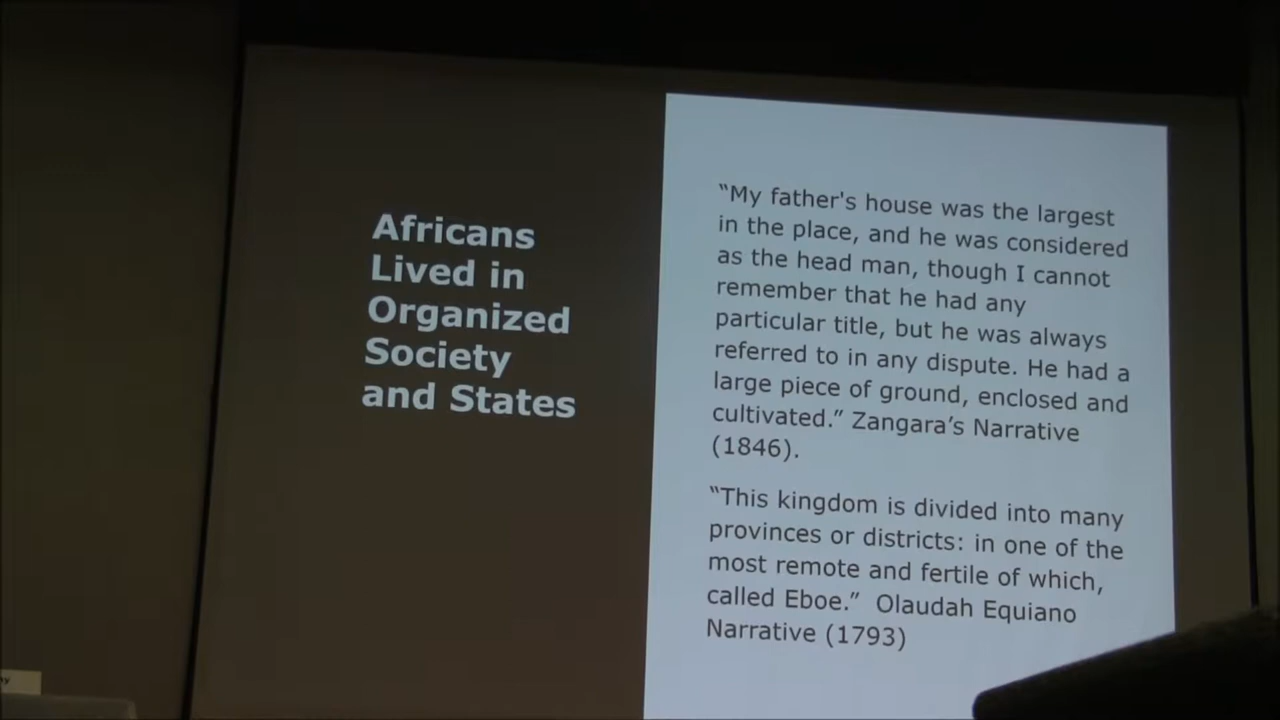 Africans
Lived in
Organized
Society
and States
“My father's house was the largest
in the place, and he was considered
as the head man, though I cannot
remember that he had any
particular title, but he was always
referred to in any dispute. He had a
large piece of ground, enclosed and
cultivated.” Zangara’s Narrative
(1846).
“This kingdom is divided into many
provinces or districts: in one of the
most remote and fertile of which,
called Eboe.” Olaudah Equiano
Narrative (1793)